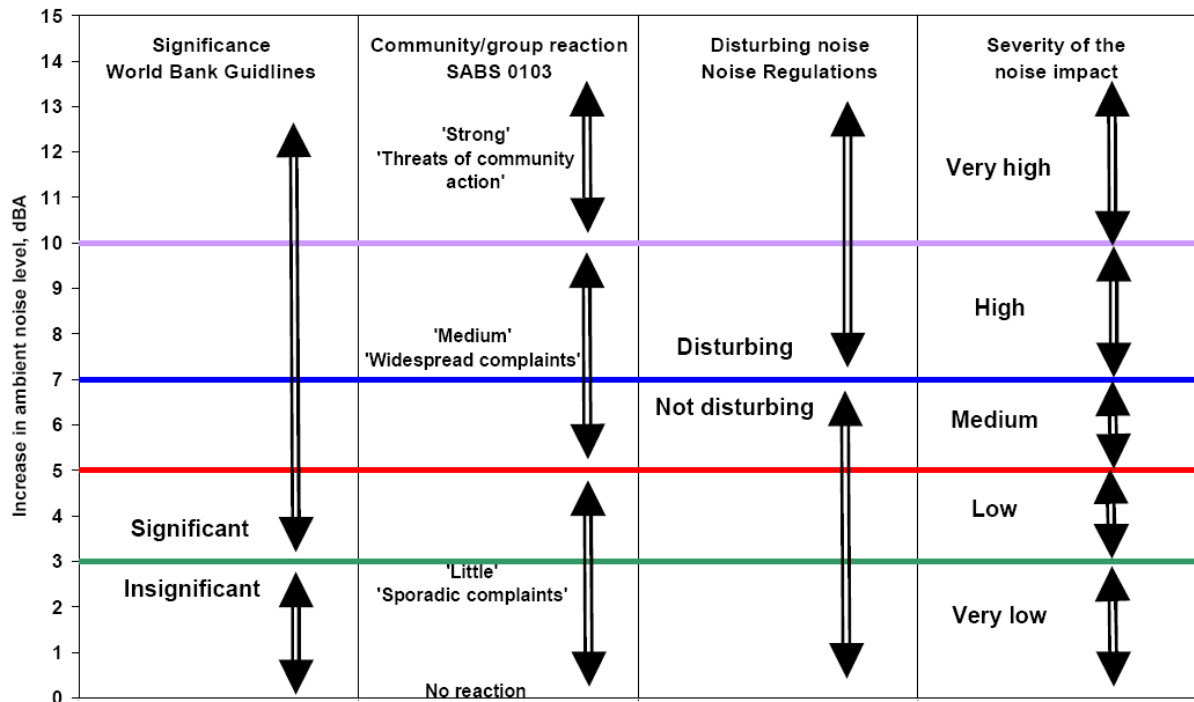 Increase in ambient noise level, dBA
15
14
13
12
11
10
9
8
7
6
5
4
3
2
1
0
Significance
World Bank Guidlines
Significant
Insignificant
Community/group reaction
SABS 0103
'Strong'
'Threats of community
action'
'Medium'
'Widespread complaints'
'Little'
'Sporadic complaints'
No reaction
Disturbing noise
Noise Regulations
Disturbing
Not disturbing
Severity of the
noise impact
Very high
High
Medium
Low
Very low